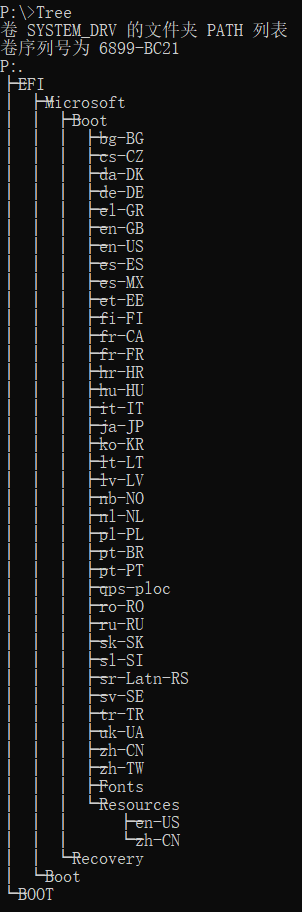 P:\>Tree
卷 SYSTEM_DRV 的文件夹 PATH 列表
卷序列号为 6899-BC21
P:.
├─EFI
│  ├─Microsoft
│  │  ├─Boot
│  │  │  ├─bg-BG
│  │  │  ├─cs-CZ
│  │  │  ├─da-DK
│  │  │  ├─de-DE
│  │  │  ├─el-GR
│  │  │  ├─en-GB
│  │  │  ├─en-US
│  │  │  ├─es-ES
│  │  │  ├─es-MX
│  │  │  ├─et-EE
│  │  │  ├─fi-FI
│  │  │  ├─fr-CA
│  │  │  ├─fr-FR
│  │  │  ├─hr-HR
│  │  │  ├─hu-HU
│  │  │  ├─it-IT
│  │  │  ├─ja-JP
│  │  │  ├─ko-KR
│  │  │  ├─lt-LT
│  │  │  ├─lv-LV
│  │  │  ├─nb-NO
│  │  │  ├─nl-NL
│  │  │  ├─pl-PL
│  │  │  ├─pt-BR
│  │  │  ├─pt-PT
│  │  │  ├─qps-ploc
│  │  │  ├─ro-RO
│  │  │  ├─ru-RU
│  │  │  ├─sk-SK
│  │  │  ├─sl-SI
│  │  │  ├─sr-Latn-RS
│  │  │  ├─sv-SE
│  │  │  ├─tr-TR
│  │  │  ├─uk-UA
│  │  │  ├─zh-CN
│  │  │  ├─zh-TW
│  │  │  ├─Fonts
│  │  │  └─Resources
│  │  │      ├─en-US
│  │  │      └─zh-CN
│  │  └─Recovery
│  └─Boot
└─BOOT